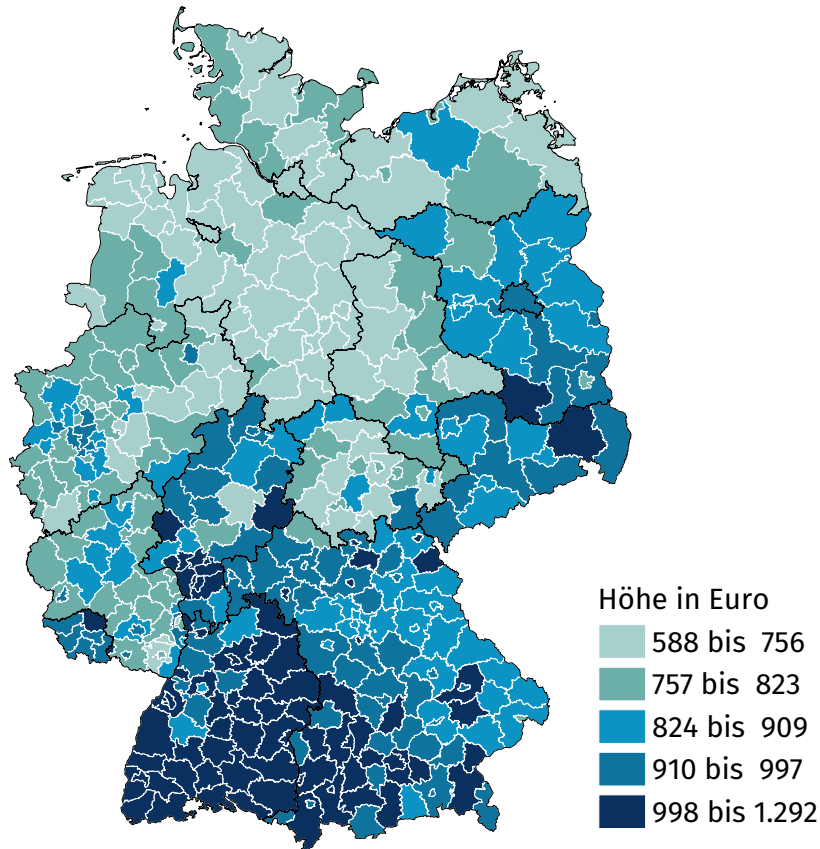 Höhe in Euro
588 bis 756
757 bis 823
824 bis 909
910 bis 997
998 bis 1.292